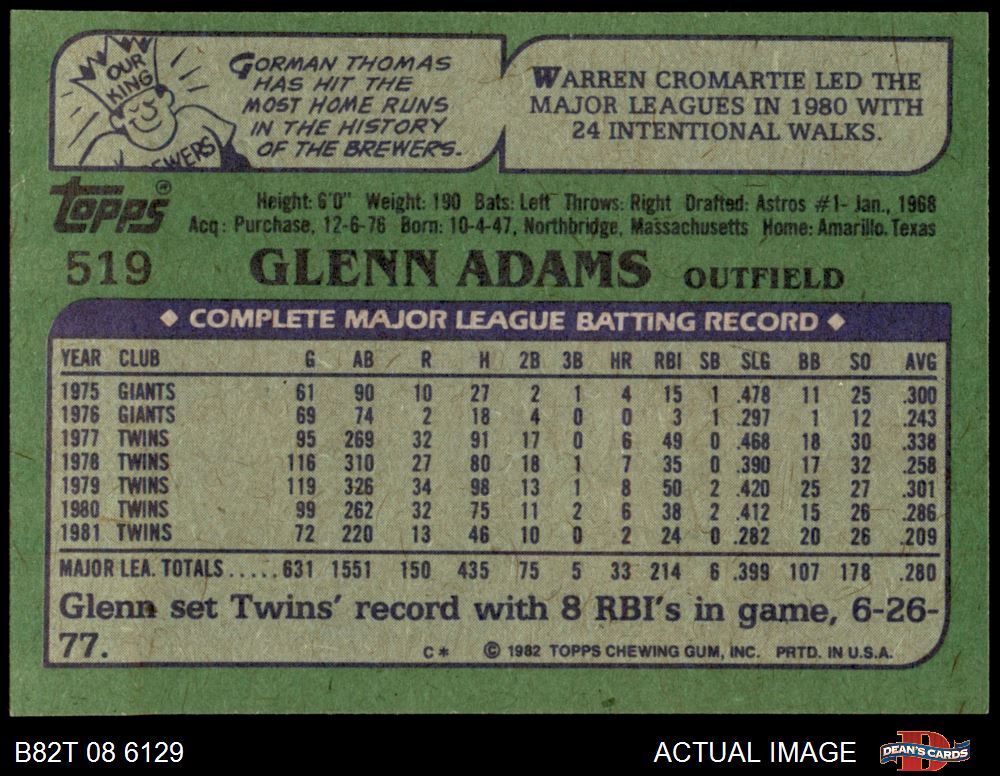 OUR
KING
GORMAN THOMAS
HAS HIT THE
MOST HOME RUNS
IN THE HISTORY
OF THE BREWERS.
EWERS
WARREN CROMARTIE LED THE
MAJOR LEAGUES IN 1980 WITH
24 INTENTIONAL WALKS.
Topps®
Height: 6'0" Weight: 190 Bats: Left Throws: Right Drafted: Astros #1- Jan., 1968
Acq: Purchase, 12-6-76 Born: 10-4-47, Northbridge, Massachusetts Home: Amarillo, Texas
519 GLENN ADAMS OUTFIELD
◆ COMPLETE MAJOR LEAGUE BATTING RECORD ◆
YEAR CLUB G AB R H 2B 3B HR RBI SB SLG BB SO AVG
1975 GIANTS 61 90 10 27 2 1 4 15 1 .478 11 25 .300
1976 GIANTS 69 74 2 18 4 0 0 3 1 .297 1 12 .243
1977 TWINS 95 269 32 91 17 0 6 49 0 .468 18 30 .338
1978 TWINS 116 310 27 80 18 1 7 35 0 .390 17 32 .258
1979 TWINS 119 326 34 98 13 1 8 50 2 .420 25 27 .301
1980 TWINS 99 262 32 75 11 2 6 38 2 .412 15 26 .286
1981 TWINS 72 220 13 46 10 0 2 24 0 .282 20 26 .209
MAJOR LEA. TOTALS.....631 1551 150 435 75 5 33 214 6 .399 107 178 .280
Glenn set Twins' record with 8 RBI's in game, 6-26-
77.
C* © 1982 TOPPS CHEWING GUM, INC. PRTD. IN U.S.A.
B82T 08 6129 ACTUAL IMAGE DEAN'S CARDS